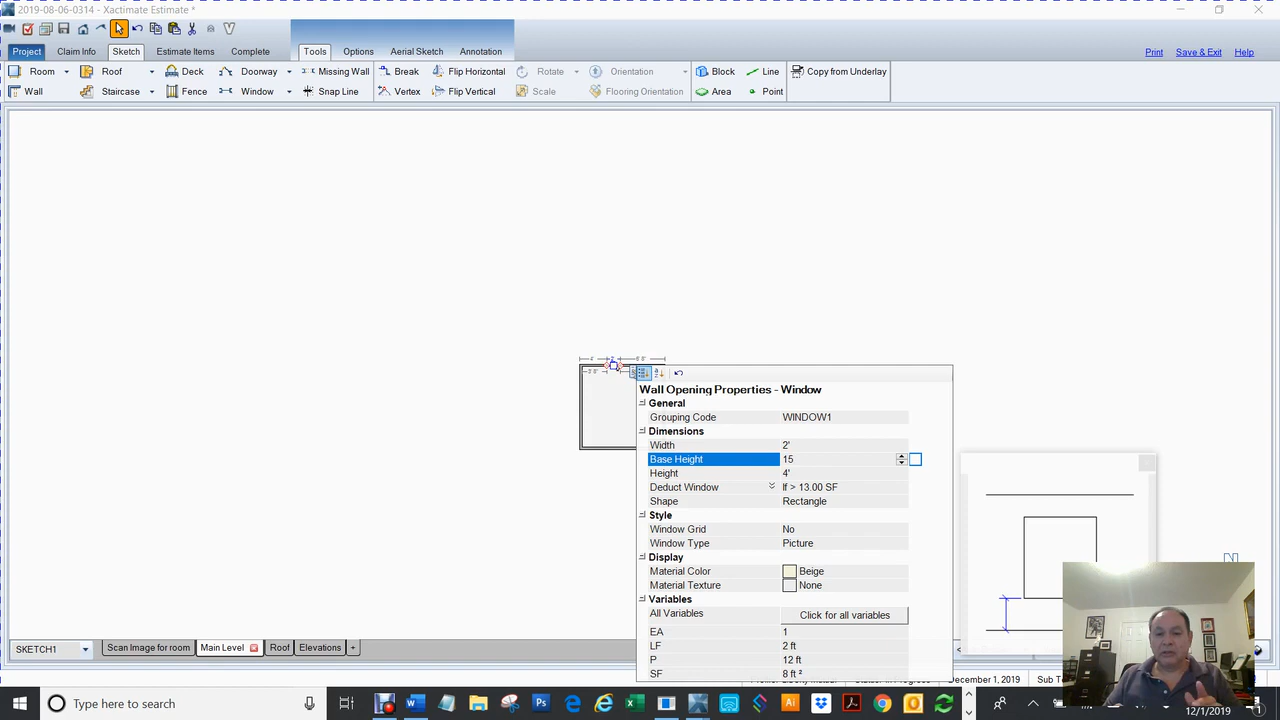 2019-08-06-0314 - Xactimate Estimate *
Project Claim Info Sketch Estimate Items Complete Tools Options Aerial Sketch Annotation Print Save & Exit Help
Room Roof Deck Doorway Missing Wall Break Flip Horizontal Rotate Orientation Block Line Copy from Underlay
Wall Staircase Fence Window Snap Line Vertex Flip Vertical Scale Flooring Orientation Area Point
Wall Opening Properties - Window
General
Grouping Code WINDOW1
Dimensions
Width 2'
Base Height 15
Height 4'
Deduct Window If > 13.00 SF
Shape Rectangle
Style
Window Grid No
Window Type Picture
Display
Material Color Beige
Material Texture None
Variables
All Variables Click for all variables
EA 1
LF 2 ft
P 12 ft
SF 8 ft ²
SKETCH1 Scan Image for room Main Level Roof Elevations +
December 1, 2019 Sub T
Type here to search
12/1/2019